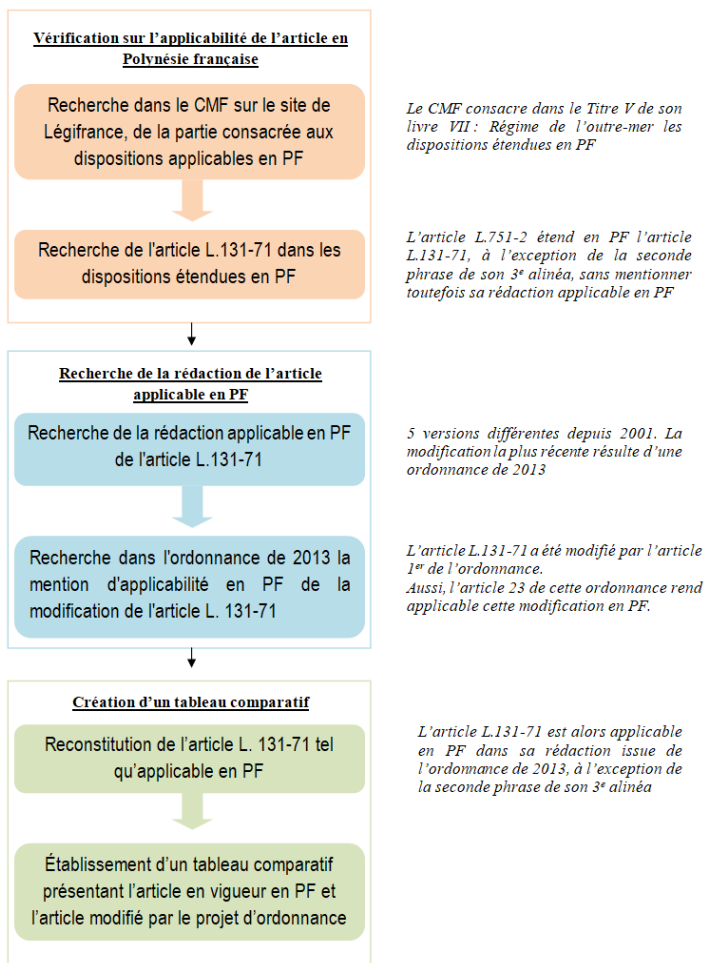 Vérification sur l'applicabilité de l'article en
Polynésie française
Recherche dans le CMF sur le site de
Légifrance, de la partie consacrée aux
dispositions applicables en PF
Le CMF consacre dans le Titre V de son
livre VII : Régime de l'outre-mer les
dispositions étendues en PF
Recherche de l'article L.131-71 dans les
dispositions étendues en PF
L'article L.751-2 étend en PF l'article
L.131-71, à l'exception de la seconde
phrase de son 3e alinéa, sans mentionner
toutefois sa rédaction applicable en PF
Recherche de la rédaction de l'article
applicable en PF
Recherche de la rédaction applicable en PF
de l'article L.131-71
5 versions différentes depuis 2001. La
modification la plus récente résulte d'une
ordonnance de 2013
Recherche dans l'ordonnance de 2013 la
mention d'applicabilité en PF de la
modification de l'article L. 131-71
L'article L.131-71 a été modifié par l'article
1er de l'ordonnance.
Aussi, l'article 23 de cette ordonnance rend
applicable cette modification en PF.
Création d'un tableau comparatif
Reconstitution de l'article L. 131-71 tel
qu'applicable en PF
L'article L.131-71 est alors applicable
en PF dans sa rédaction issue de
l'ordonnance de 2013, à l'exception de
la seconde phrase de son 3e alinéa
Établissement d'un tableau comparatif
présentant l'article en vigueur en PF et
l'article modifié par le projet d'ordonnance